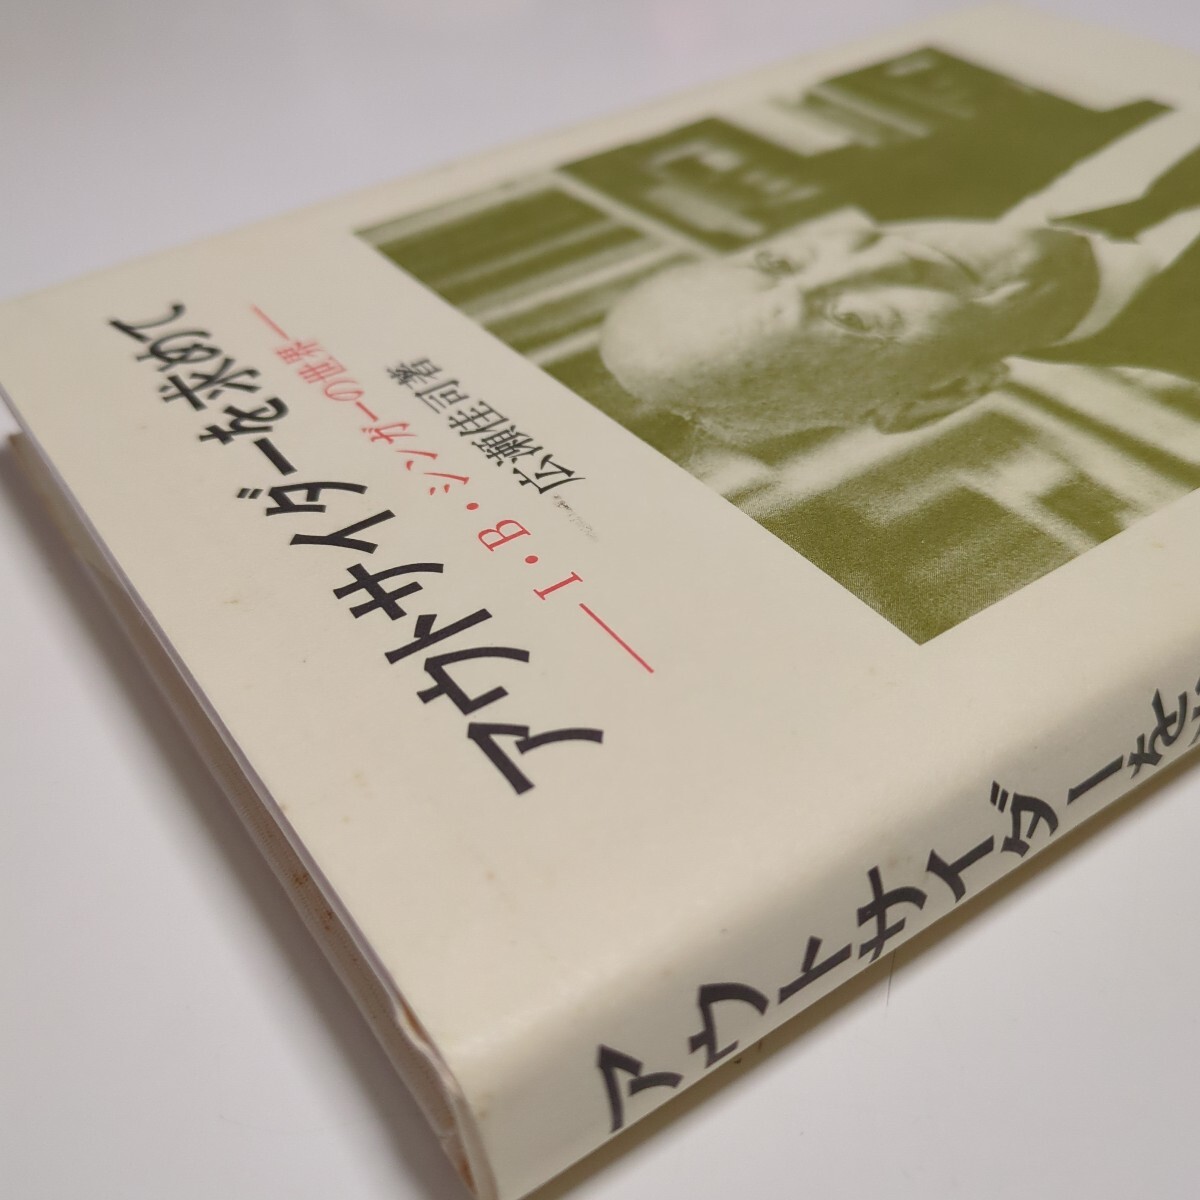 アウトサイダーを求めて
―I・B・シンガーの世界―
広瀬佳司著
アウトサイダーを